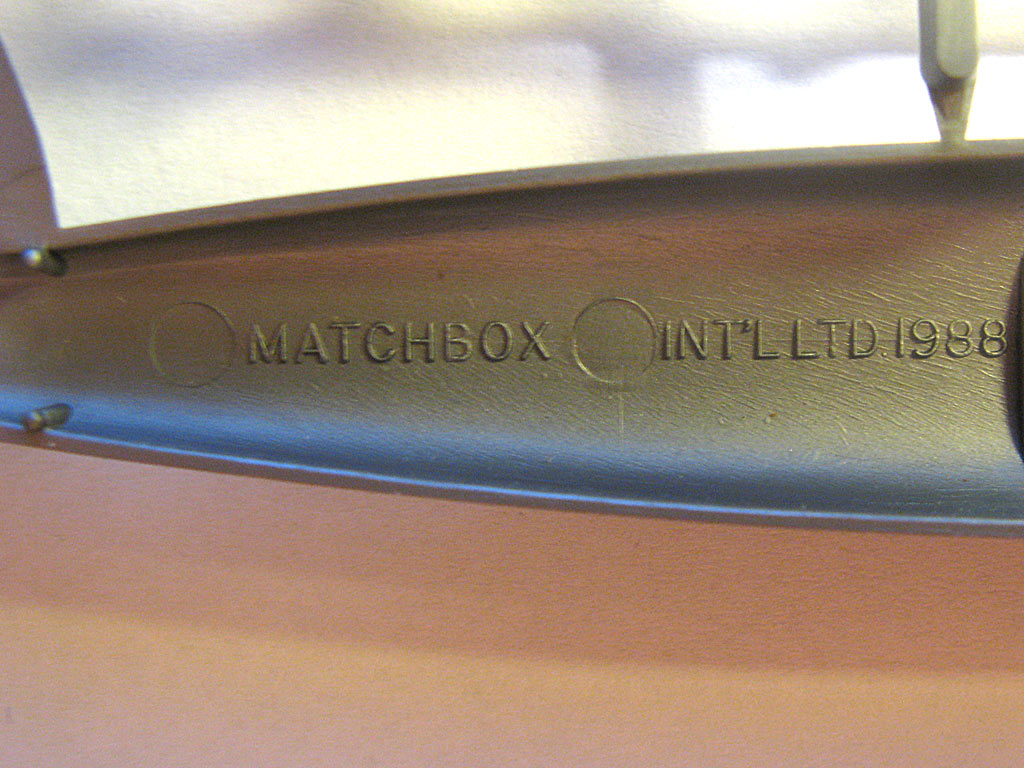 MATCHBOX INT'L LTD. 1988